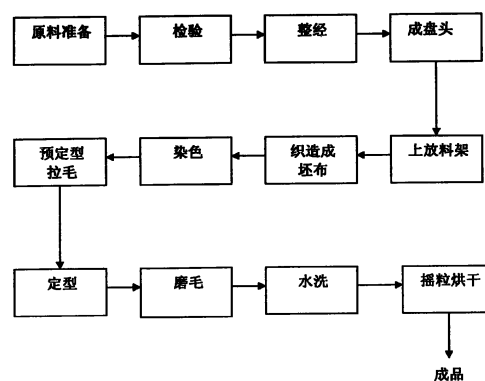 原料准备
检验
整经
成盘头
上放料架
织造成
坯布
染色
预定型
拉毛
定型
磨毛
水洗
摇粒烘干
成品